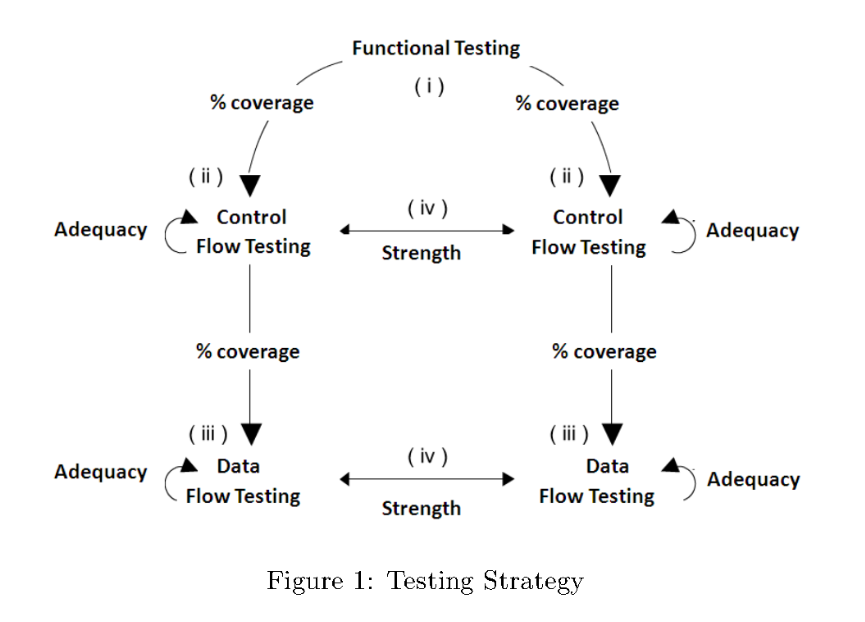 Functional Testing
( i )
% coverage
% coverage
( ii )
( ii )
Control
Flow Testing
Adequacy
( iv )
Strength
Control
Flow Testing
Adequacy
% coverage
% coverage
( iii )
( iii )
Data
Flow Testing
Adequacy
( iv )
Strength
Data
Flow Testing
Adequacy
Figure 1: Testing Strategy